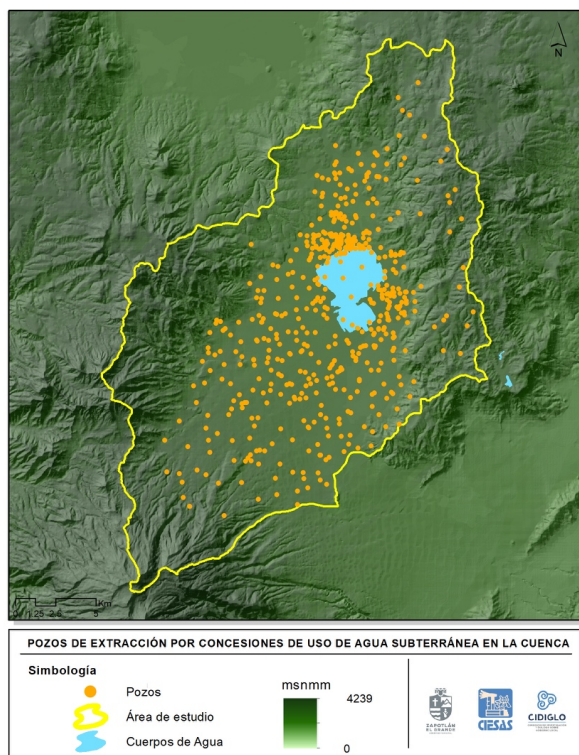 N
0 1.25 2.5 5
Km
POZOS DE EXTRACCIÓN POR CONCESIONES DE USO DE AGUA SUBTERRÁNEA EN LA CUENCA
Simbología
Pozos
Área de estudio
Cuerpos de Agua
msnmm
4239
0
ZAPOTLÁN
EL GRANDE
CIESAS
CIDIGLO